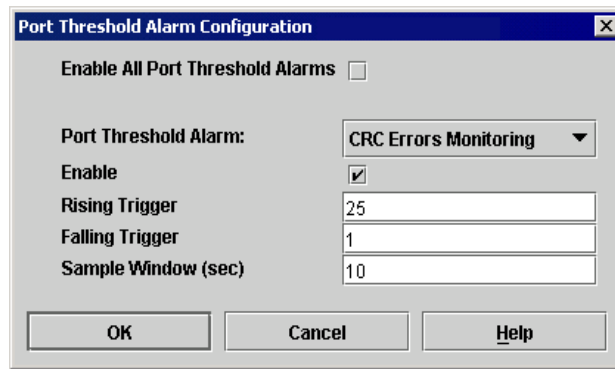 Port Threshold Alarm Configuration
Enable All Port Threshold Alarms
Port Threshold Alarm: CRC Errors Monitoring
Enable
Rising Trigger 25
Falling Trigger 1
Sample Window (sec) 10
OK Cancel Help